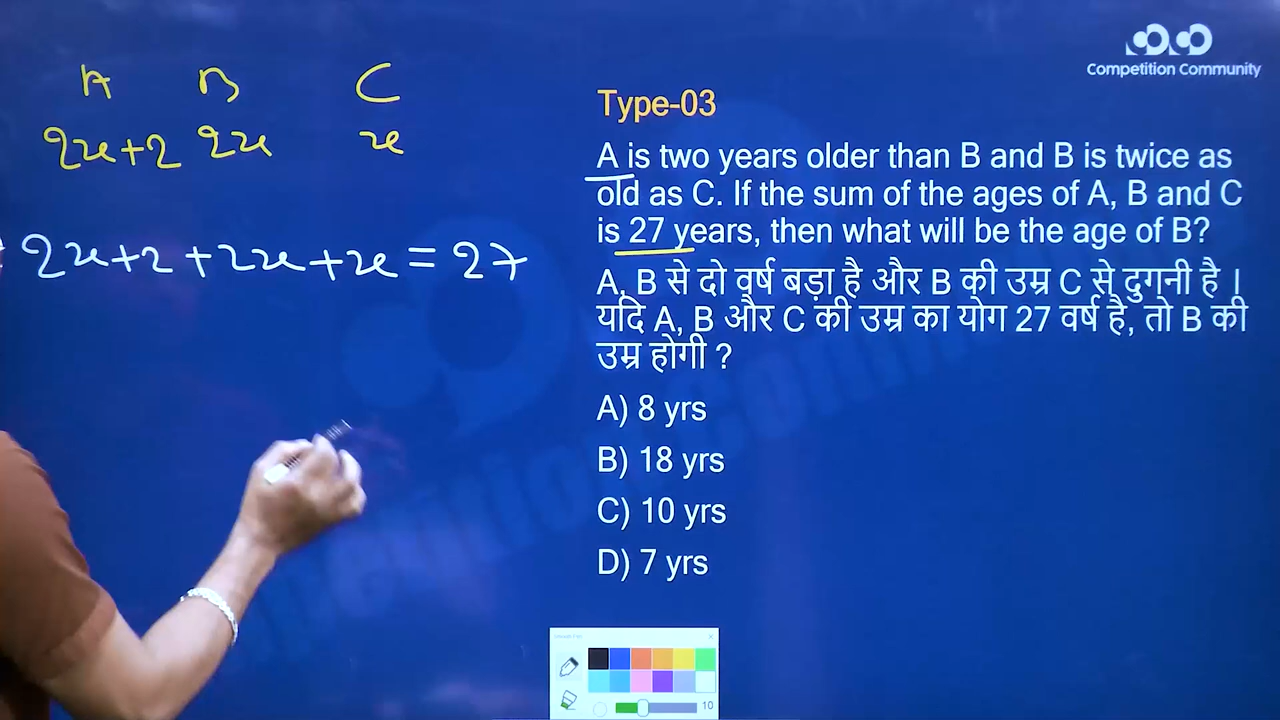 Competition Community
A B C
2x+2 2x x
2x+2+2x+x=27
Type-03
A is two years older than B and B is twice as
old as C. If the sum of the ages of A, B and C
is 27 years, then what will be the age of B?
A, B से दो वर्ष बड़ा है और B की उम्र C से दुगनी है ।
यदि A, B और C की उम्र का योग 27 वर्ष है, तो B की
उम्र होगी ?
A) 8 yrs
B) 18 yrs
C) 10 yrs
D) 7 yrs
10